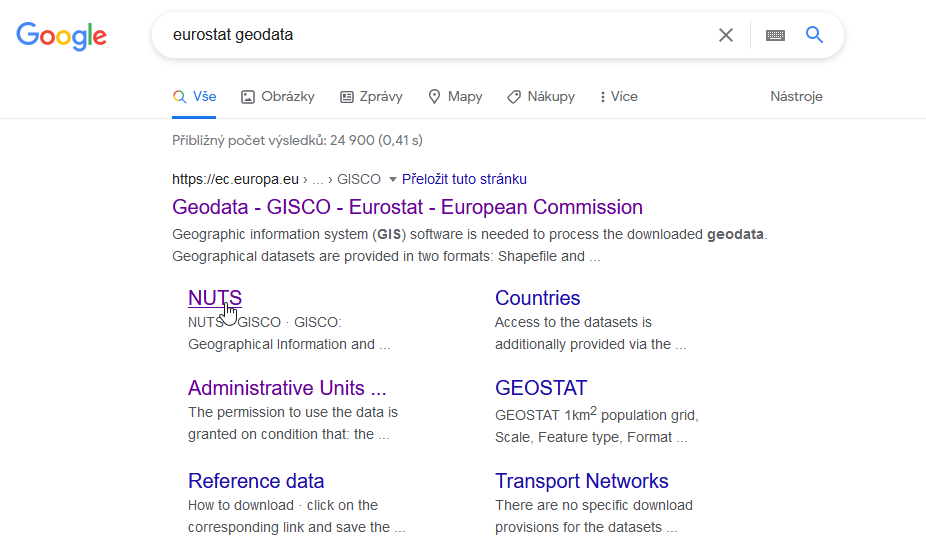 Google
eurostat geodata
Vše Obrázky Zprávy Mapy Nákupy Více Nástroje
Přibližný počet výsledků: 24 900 (0,41 s)
https://ec.europa.eu › ... › GISCO Přeložit tuto stránku
Geodata - GISCO - Eurostat - European Commission
Geographic information system (GIS) software is needed to process the downloaded geodata.
Geographical datasets are provided in two formats: Shapefile and ...
NUTS
NUTS · GISCO · GISCO:
Geographical Information and ...
Countries
Access to the datasets is
additionally provided via the ...
Administrative Units ...
The permission to use the data is
granted on condition that: the ...
GEOSTAT
GEOSTAT 1km² population grid,
Scale, Feature type, Format ...
Reference data
How to download · click on the
corresponding link and save the ...
Transport Networks
There are no specific download
provisions for the datasets ...